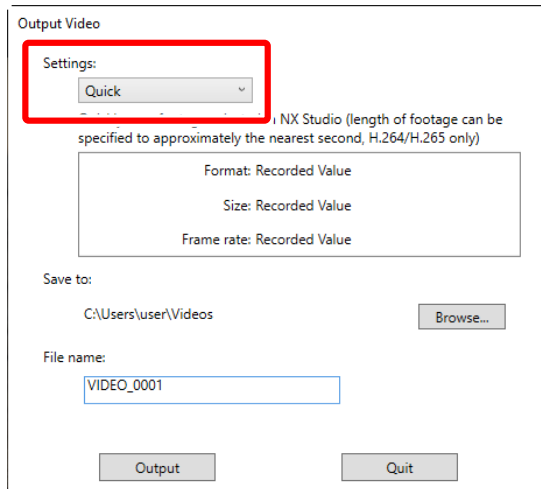 Output Video
Settings:
Quick
NX Studio (length of footage can be
specified to approximately the nearest second, H.264/H.265 only)
Format: Recorded Value
Size: Recorded Value
Frame rate: Recorded Value
Save to:
C:\Users\user\Videos
Browse...
File name:
VIDEO_0001
Output
Quit